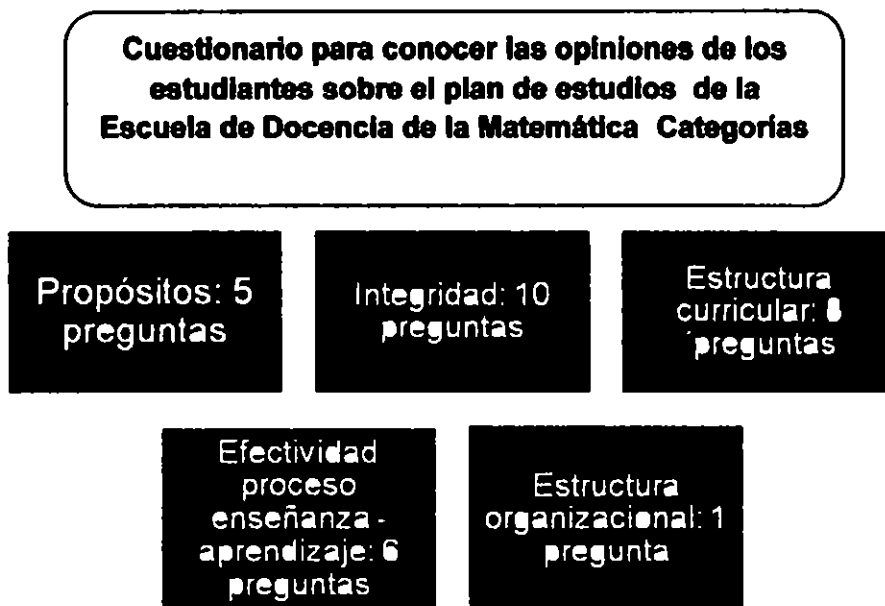 Cuestionario para conocer las opiniones de los
estudiantes sobre el plan de estudios de la
Escuela de Docencia de la Matemática Categorías
Propósitos: 5
preguntas
Integridad: 10
preguntas
Estructura
curricular:
preguntas
Efectividad
proceso
enseñanza -
aprendizaje: 6
preguntas
Estructura
organizacional: 1
pregunta